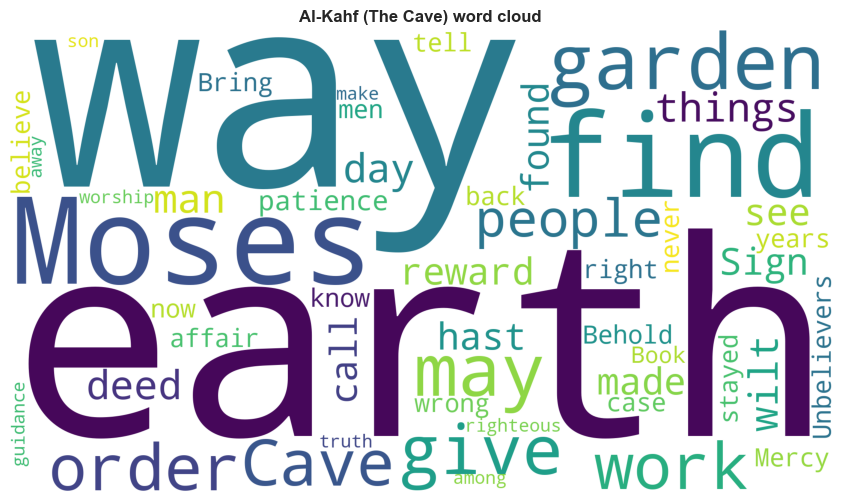 Al-Kahf (The Cave) word cloud
son
way
tell
garden
Bring
make
men
things
believe
away
day
found
find
worship
man
patience
back
people
never
see
years
Moses
reward
right
Sign
earth
now
know
affair
call
hast
Behold
Book
Unbelievers
deed
may
made
stayed
wilt
wrong
case
guidance
order
Cave
truth
give
righteous
among
work
Mercy